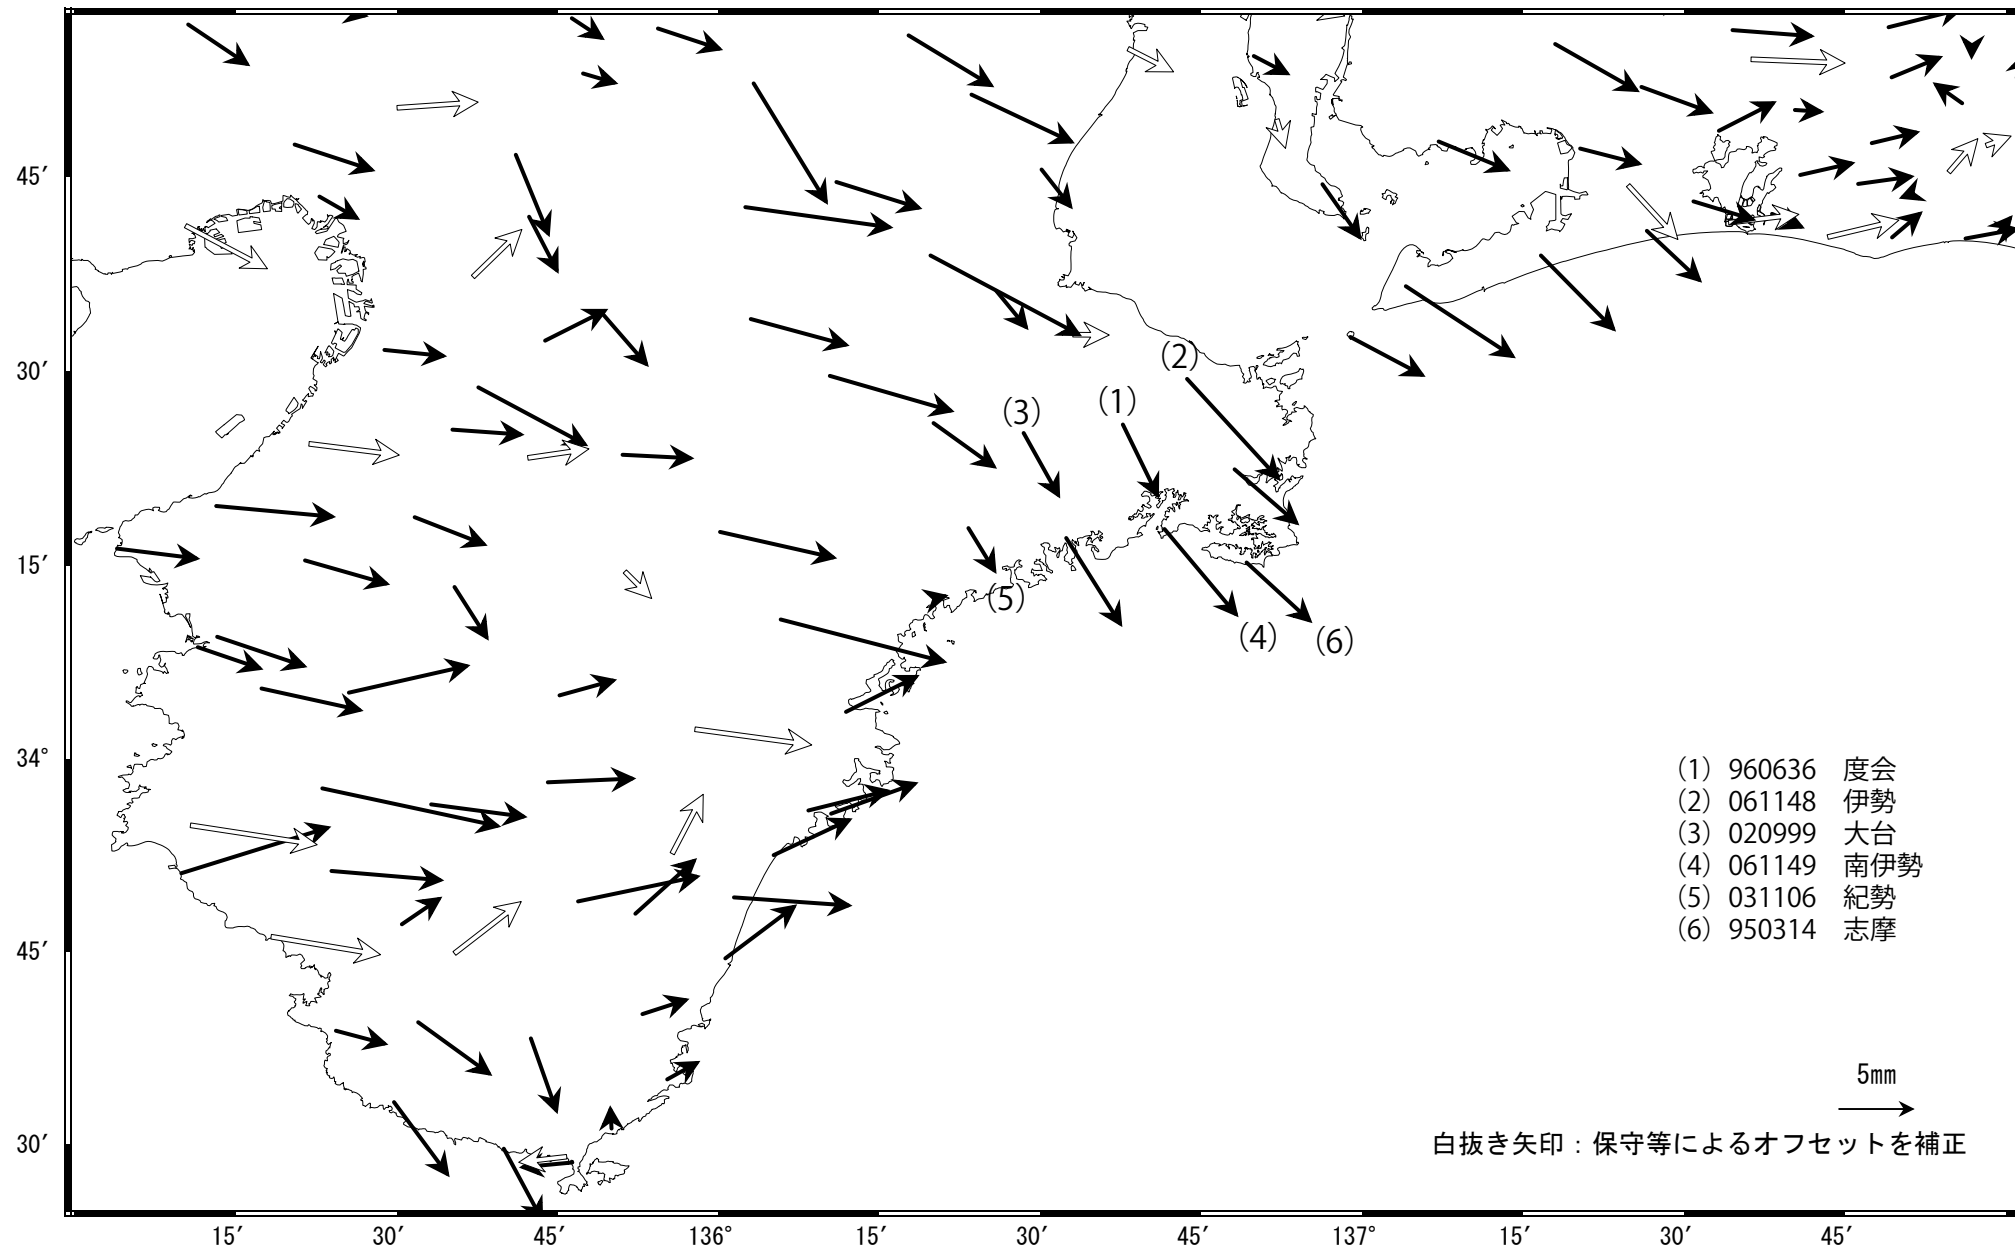 45′
30′
15′
34°
45′
30′
(2)
(1)
(3)
(5)
(4)
(6)
(1) 960636 度会
(2) 061148 伊勢
(3) 020999 大台
(4) 061149 南伊勢
(5) 031106 紀勢
(6) 950314 志摩
5mm
白抜き矢印：保守等によるオフセットを補正
15′ 30′ 45′ 136° 15′ 30′ 45′ 137° 15′ 30′ 45′